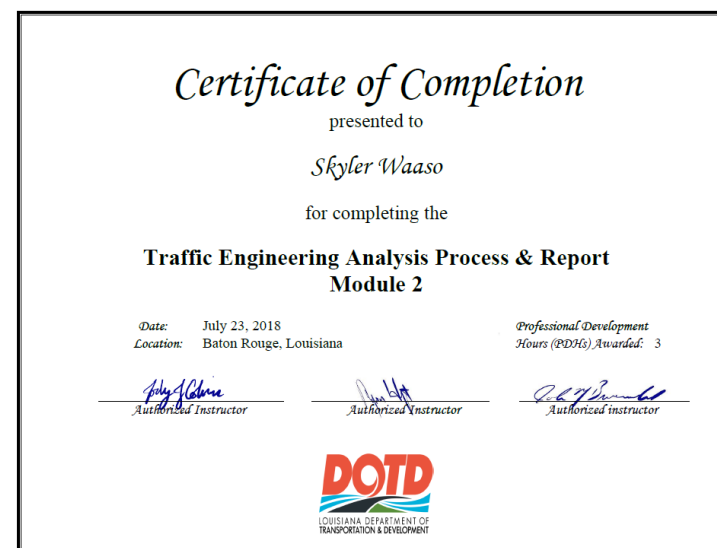 Certificate of Completion
presented to
Skyler Waaso
for completing the
Traffic Engineering Analysis Process & Report
Module 2
Date: July 23, 2018
Location: Baton Rouge, Louisiana
Professional Development
Hours (PDHs) Awarded: 3
Authorized Instructor
Authorized Instructor
Authorized instructor
DOTD
LOUISIANA DEPARTMENT OF
TRANSPORTATION & DEVELOPMENT